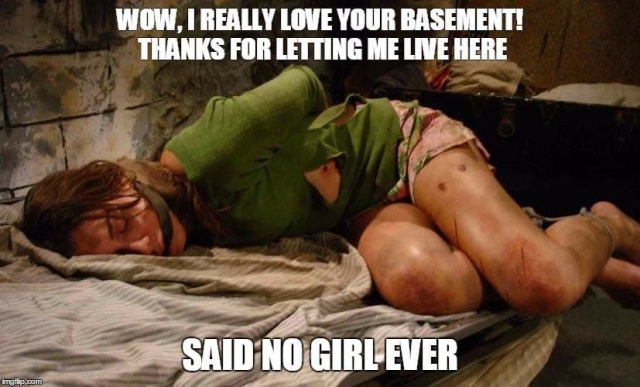 WOW, I REALLY LOVE YOUR BASEMENT!
THANKS FOR LETTING ME LIVE HERE
SAID NO GIRL EVER
imgflip.com